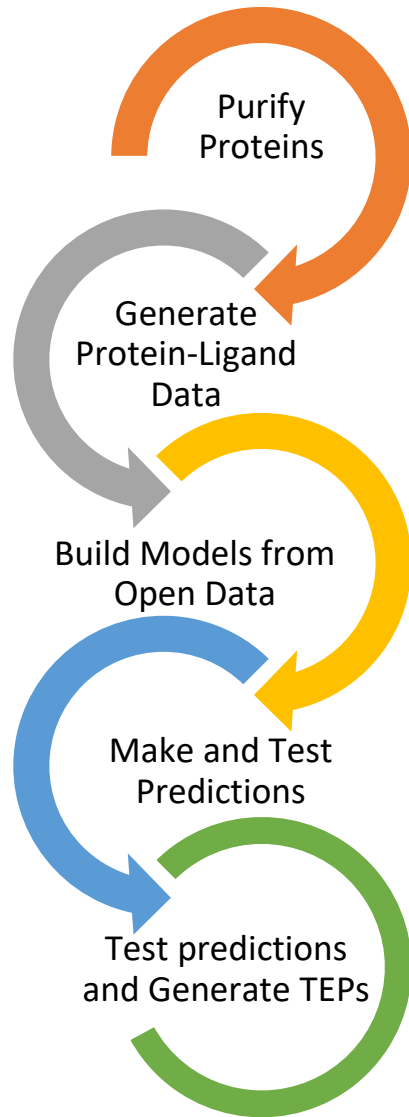 Purify
Proteins
Generate
Protein-Ligand
Data
Build Models from
Open Data
Make and Test
Predictions
Test predictions
and Generate TEPs